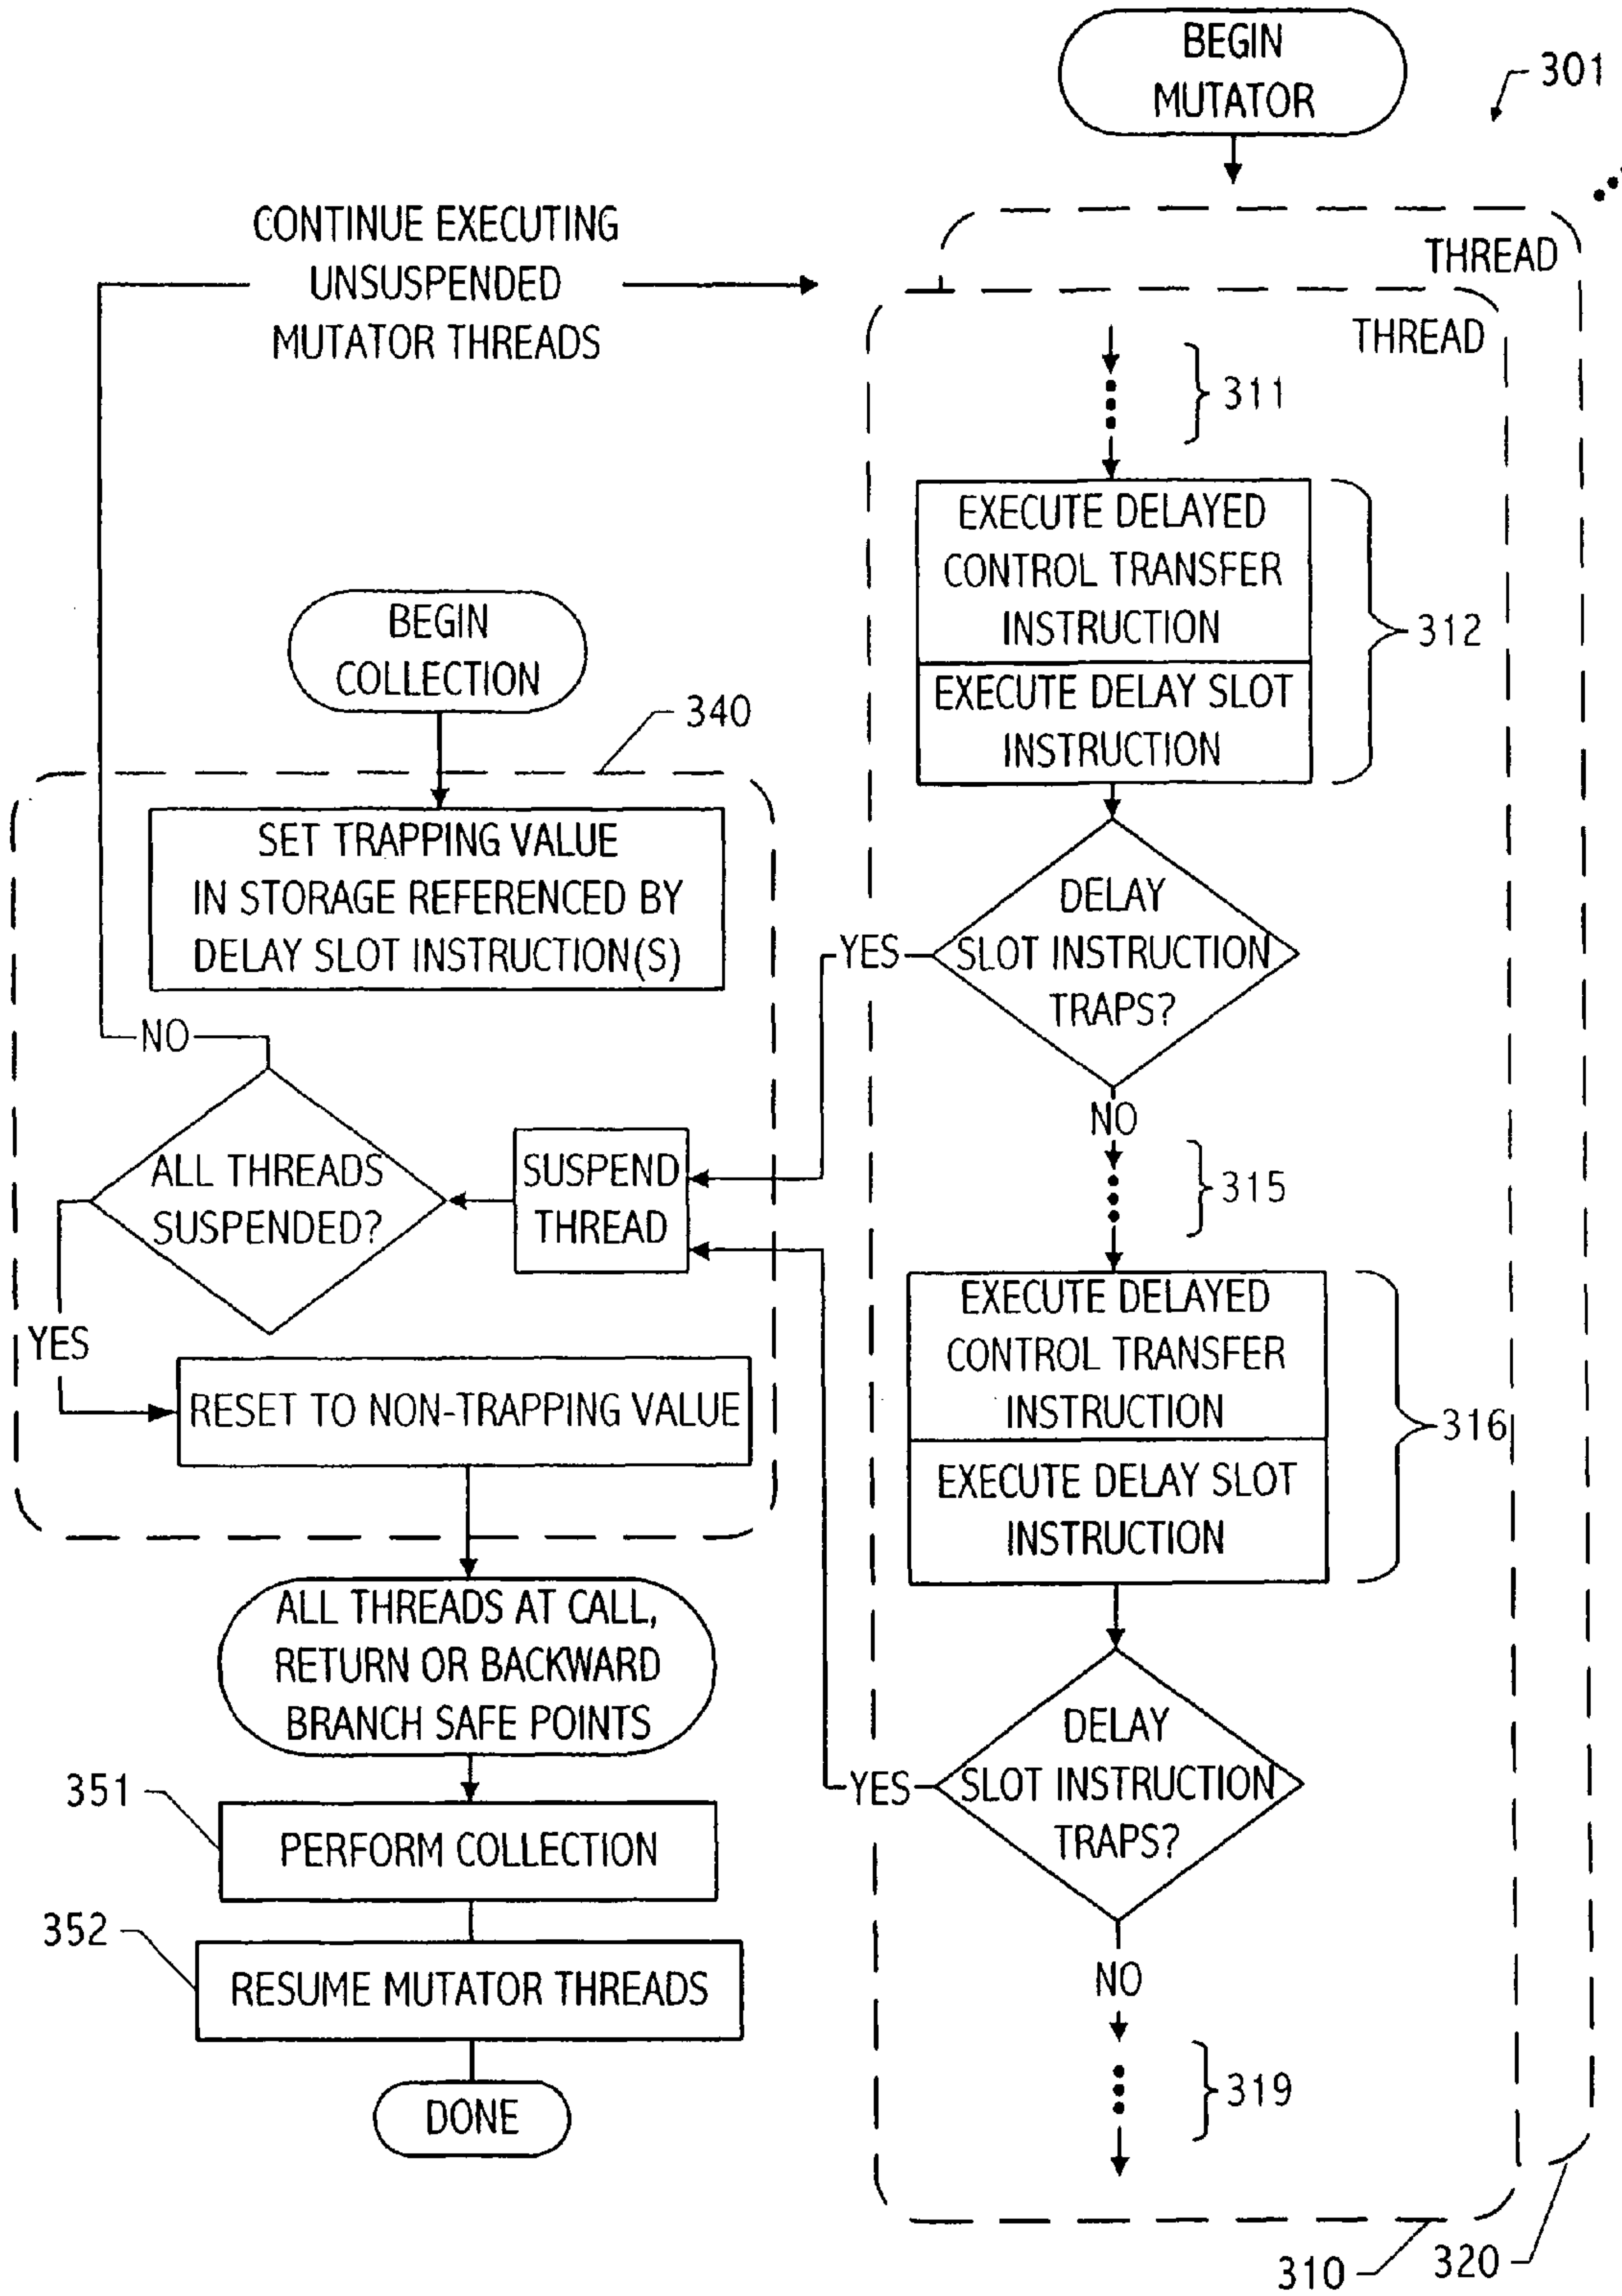 BEGIN
MUTATOR
301
CONTINUE EXECUTING
UNSUSPENDED
MUTATOR THREADS
THREAD
THREAD
311
EXECUTE DELAYED
CONTROL TRANSFER
INSTRUCTION
EXECUTE DELAY SLOT
INSTRUCTION
312
BEGIN
COLLECTION
340
SET TRAPPING VALUE
IN STORAGE REFERENCED BY
DELAY SLOT INSTRUCTION(S)
DELAY
SLOT INSTRUCTION
TRAPS?
YES
NO
NO
315
ALL THREADS
SUSPENDED?
SUSPEND
THREAD
YES
RESET TO NON-TRAPPING VALUE
EXECUTE DELAYED
CONTROL TRANSFER
INSTRUCTION
EXECUTE DELAY SLOT
INSTRUCTION
316
ALL THREADS AT CALL,
RETURN OR BACKWARD
BRANCH SAFE POINTS
DELAY
SLOT INSTRUCTION
TRAPS?
YES
NO
351
PERFORM COLLECTION
352
RESUME MUTATOR THREADS
DONE
319
310
320